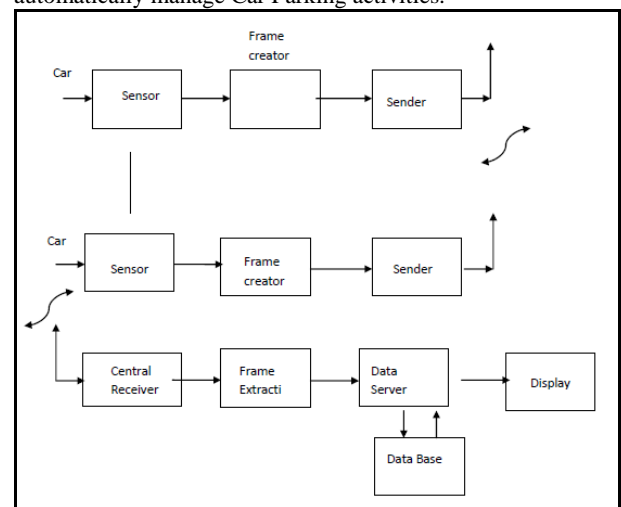 automatically manage Car Parking activities.
Frame
creator
Car
Sensor
Sender
Car
Sensor
Frame
creator
Sender
Central
Receiver
Frame
Extracti
Data
Server
Display
Data Base